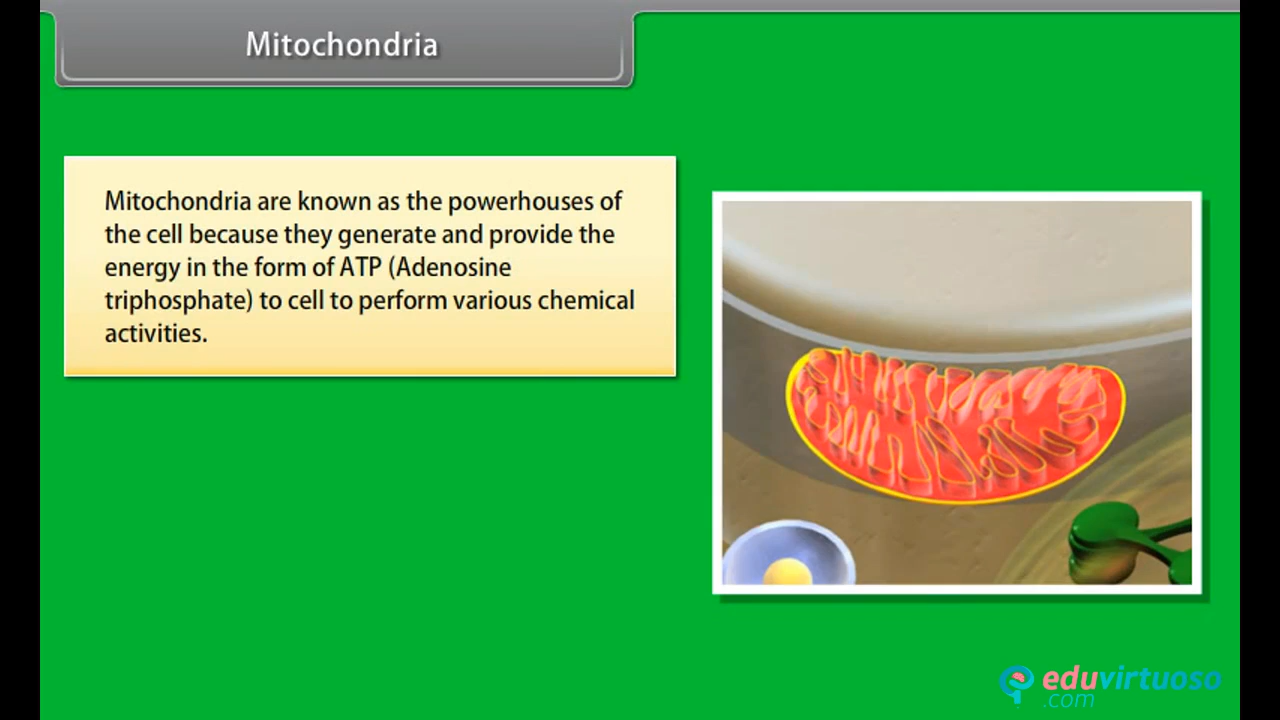 Mitochondria
Mitochondria are known as the powerhouses of
the cell because they generate and provide the
energy in the form of ATP (Adenosine
triphosphate) to cell to perform various chemical
activities.
eduvirtuoso
.com